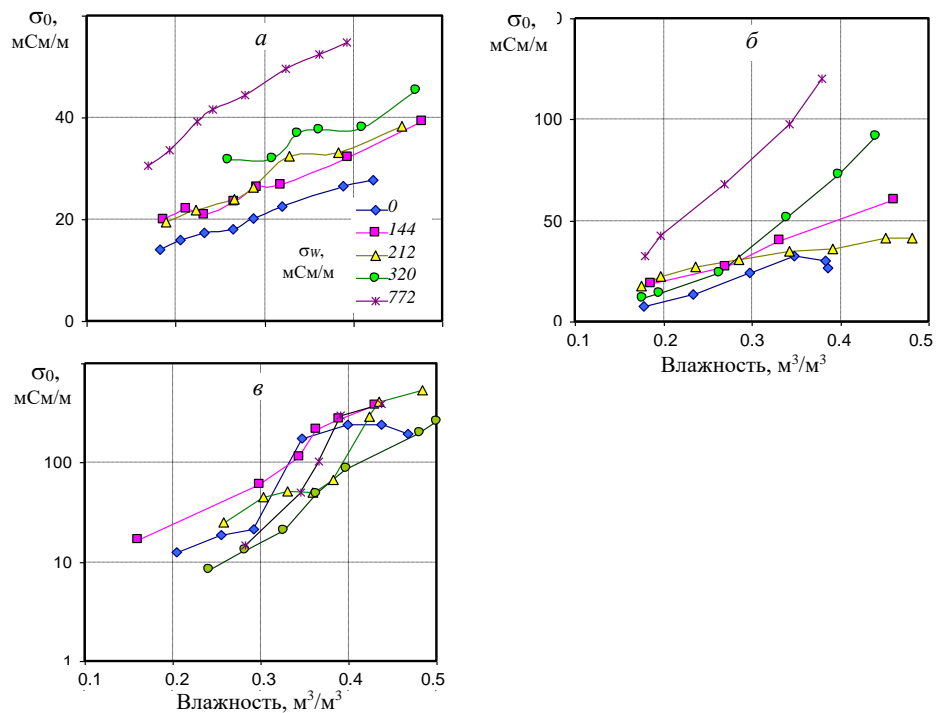 σ₀,
мСм/м
а
40
20
0
0
144
σw,
212
мСм/м
320
772
σ₀,
мСм/м
б
100
50
0
0.1 0.2 0.3 0.4 0.5
Влажность, м³/м³
σ₀,
мСм/м
в
100
10
1
0.1 0.2 0.3 0.4 0.5
Влажность, м³/м³